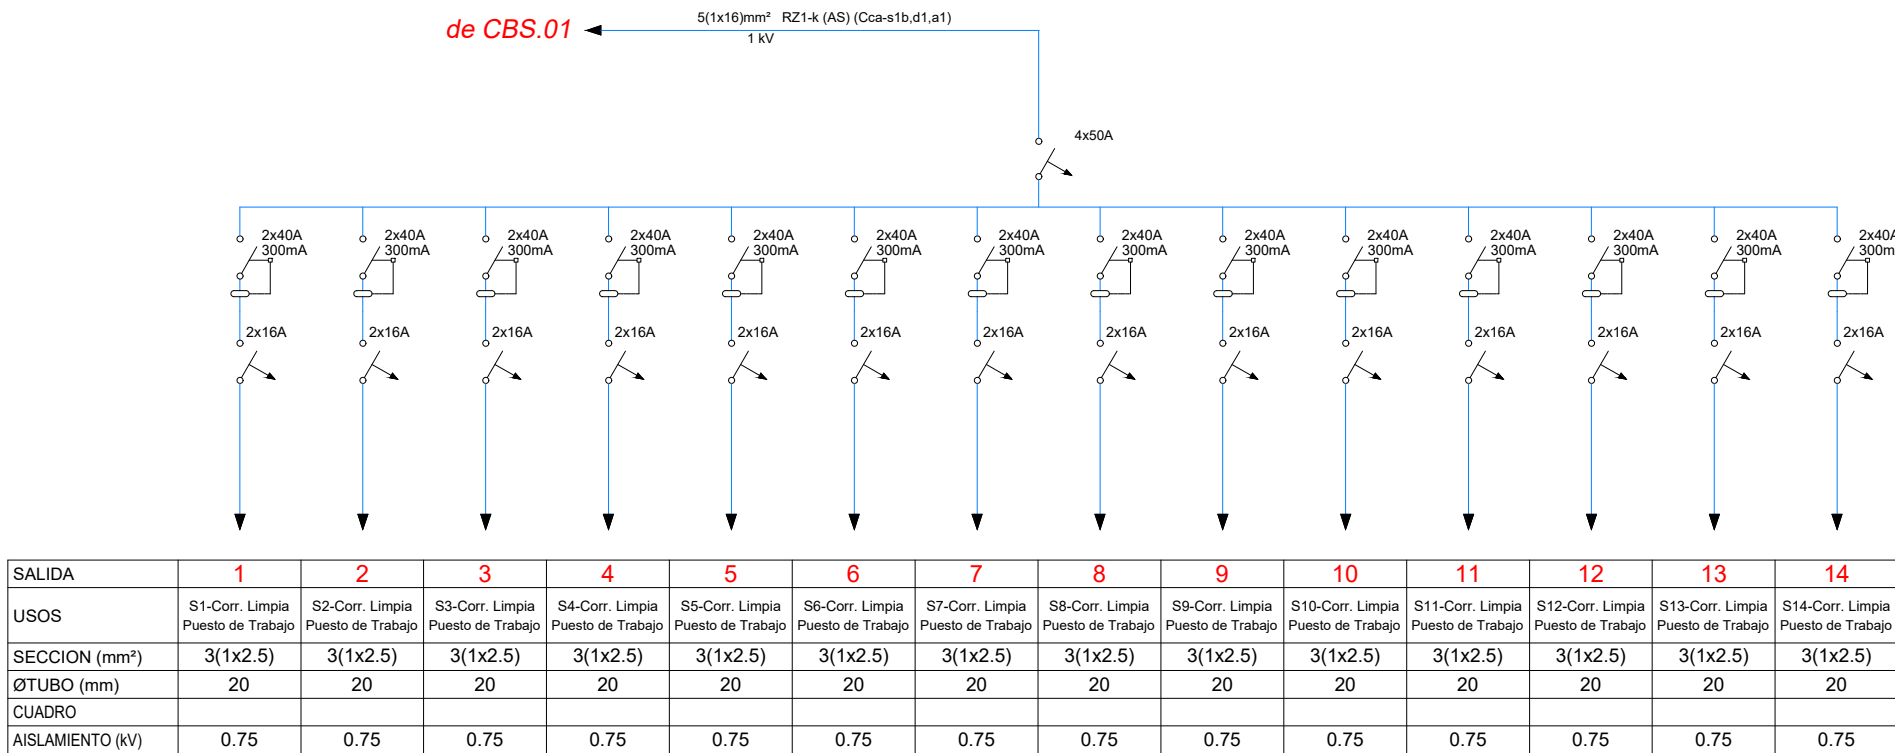 5(1x16)mm² RZ1-k (AS) (Cca-s1b,d1,a1)
de CBS.01
1 kV
4x50A
2x40A 2x40A 2x40A 2x40A 2x40A 2x40A 2x40A 2x40A 2x40A 2x40A 2x40A 2x40A 2x40A 2x40A
300mA 300mA 300mA 300mA 300mA 300mA 300mA 300mA 300mA 300mA 300mA 300mA 300mA 300m
2x16A 2x16A 2x16A 2x16A 2x16A 2x16A 2x16A 2x16A 2x16A 2x16A 2x16A 2x16A 2x16A 2x16A
SALIDA 1 2 3 4 5 6 7 8 9 10 11 12 13 14
USOS S1-Corr. Limpia S2-Corr. Limpia S3-Corr. Limpia S4-Corr. Limpia S5-Corr. Limpia S6-Corr. Limpia S7-Corr. Limpia S8-Corr. Limpia S9-Corr. Limpia S10-Corr. Limpia S11-Corr. Limpia S12-Corr. Limpia S13-Corr. Limpia S14-Corr. Limpia
Puesto de Trabajo Puesto de Trabajo Puesto de Trabajo Puesto de Trabajo Puesto de Trabajo Puesto de Trabajo Puesto de Trabajo Puesto de Trabajo Puesto de Trabajo Puesto de Trabajo Puesto de Trabajo Puesto de Trabajo Puesto de Trabajo Puesto de Trabajo
SECCION (mm²) 3(1x2.5) 3(1x2.5) 3(1x2.5) 3(1x2.5) 3(1x2.5) 3(1x2.5) 3(1x2.5) 3(1x2.5) 3(1x2.5) 3(1x2.5) 3(1x2.5) 3(1x2.5) 3(1x2.5) 3(1x2.5)
ØTUBO (mm) 20 20 20 20 20 20 20 20 20 20 20 20 20 20
CUADRO
AISLAMIENTO (kV) 0.75 0.75 0.75 0.75 0.75 0.75 0.75 0.75 0.75 0.75 0.75 0.75 0.75 0.75